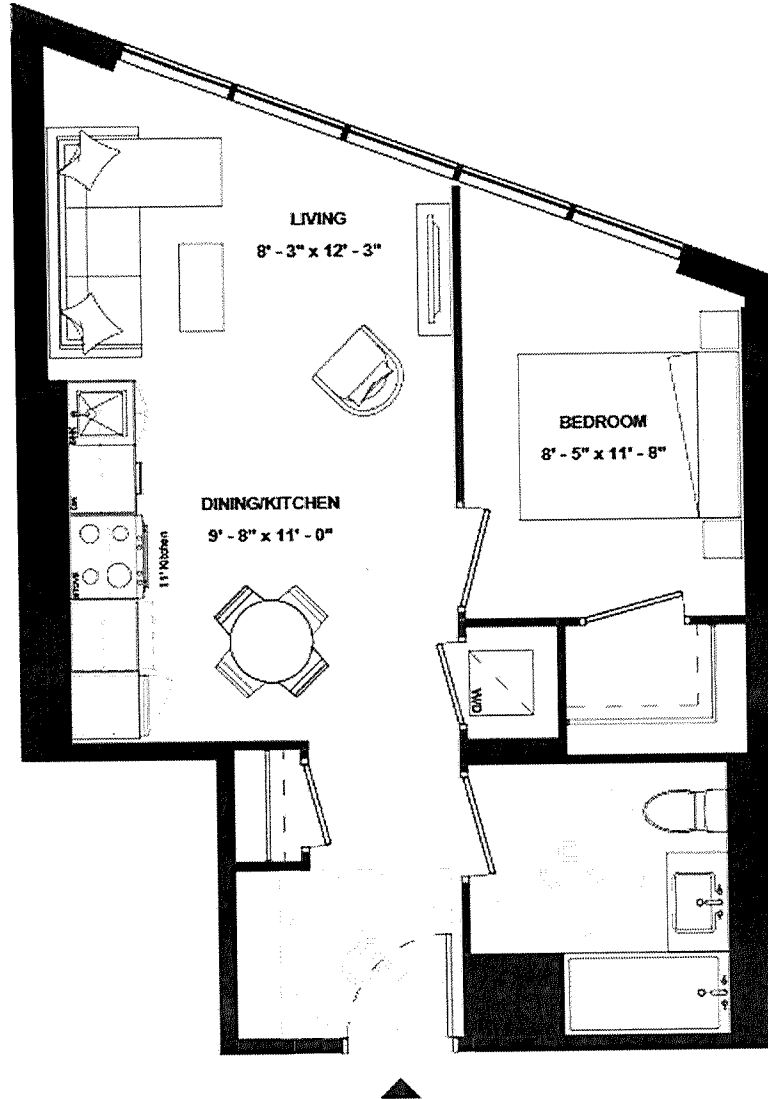 LIVING
8' - 3" x 12' - 3"
BEDROOM
8' - 5" x 11' - 8"
DINING/KITCHEN
9' - 8" x 11' - 0"
11' Kitchen
W/D